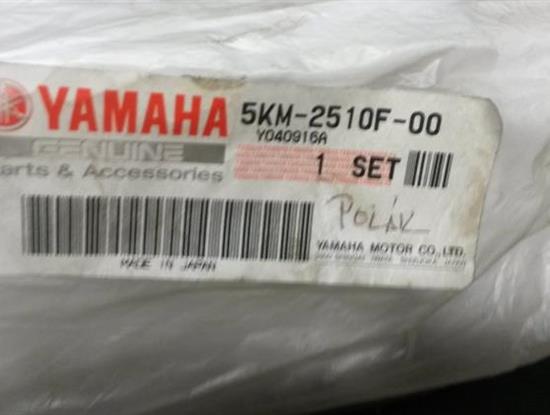 YAMAHA
5KM-2510F-00
Y040916A
GENUINE
arts & Accessories
1 SET
POLÁK
YAMAHA MOTOR CO.,LTD.
MADE IN JAPAN